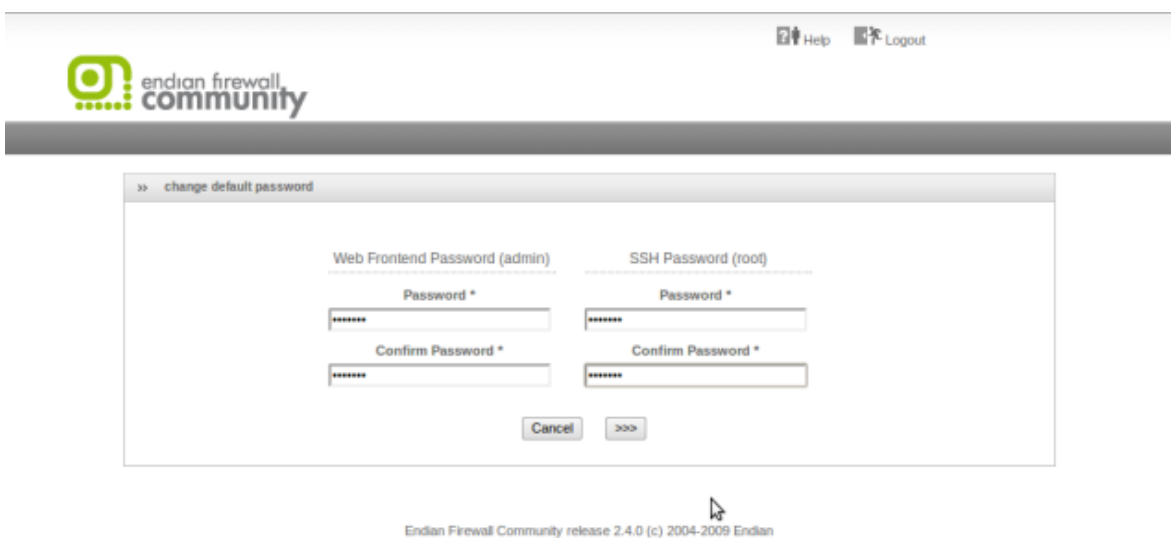 Help Logout
endian firewall
community
>> change default password
Web Frontend Password (admin) SSH Password (root)
Password * Password *
••••••• •••••••
Confirm Password * Confirm Password *
••••••• •••••••
Cancel >>>
Endian Firewall Community release 2.4.0 (c) 2004-2009 Endian